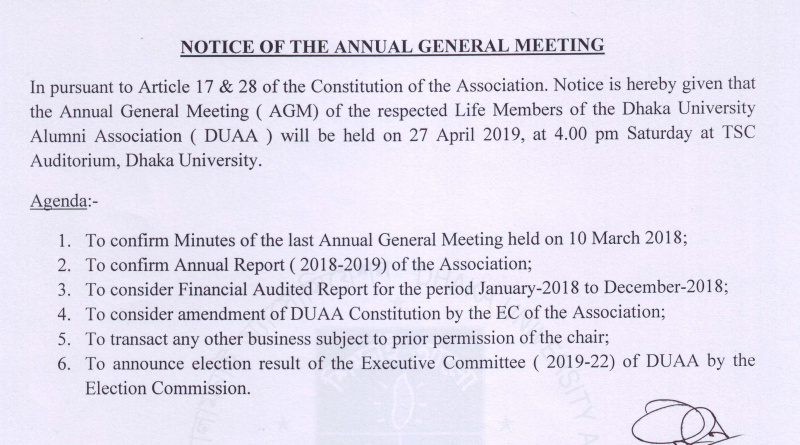 NOTICE OF THE ANNUAL GENERAL MEETING
In pursuant to Article 17 & 28 of the Constitution of the Association. Notice is hereby given that
the Annual General Meeting ( AGM) of the respected Life Members of the Dhaka University
Alumni Association ( DUAA ) will be held on 27 April 2019, at 4.00 pm Saturday at TSC
Auditorium, Dhaka University.
Agenda:-
1. To confirm Minutes of the last Annual General Meeting held on 10 March 2018;
2. To confirm Annual Report ( 2018-2019) of the Association;
3. To consider Financial Audited Report for the period January-2018 to December-2018;
4. To consider amendment of DUAA Constitution by the EC of the Association;
5. To transact any other business subject to prior permission of the chair;
6. To announce election result of the Executive Committee ( 2019-22) of DUAA by the
Election Commission.